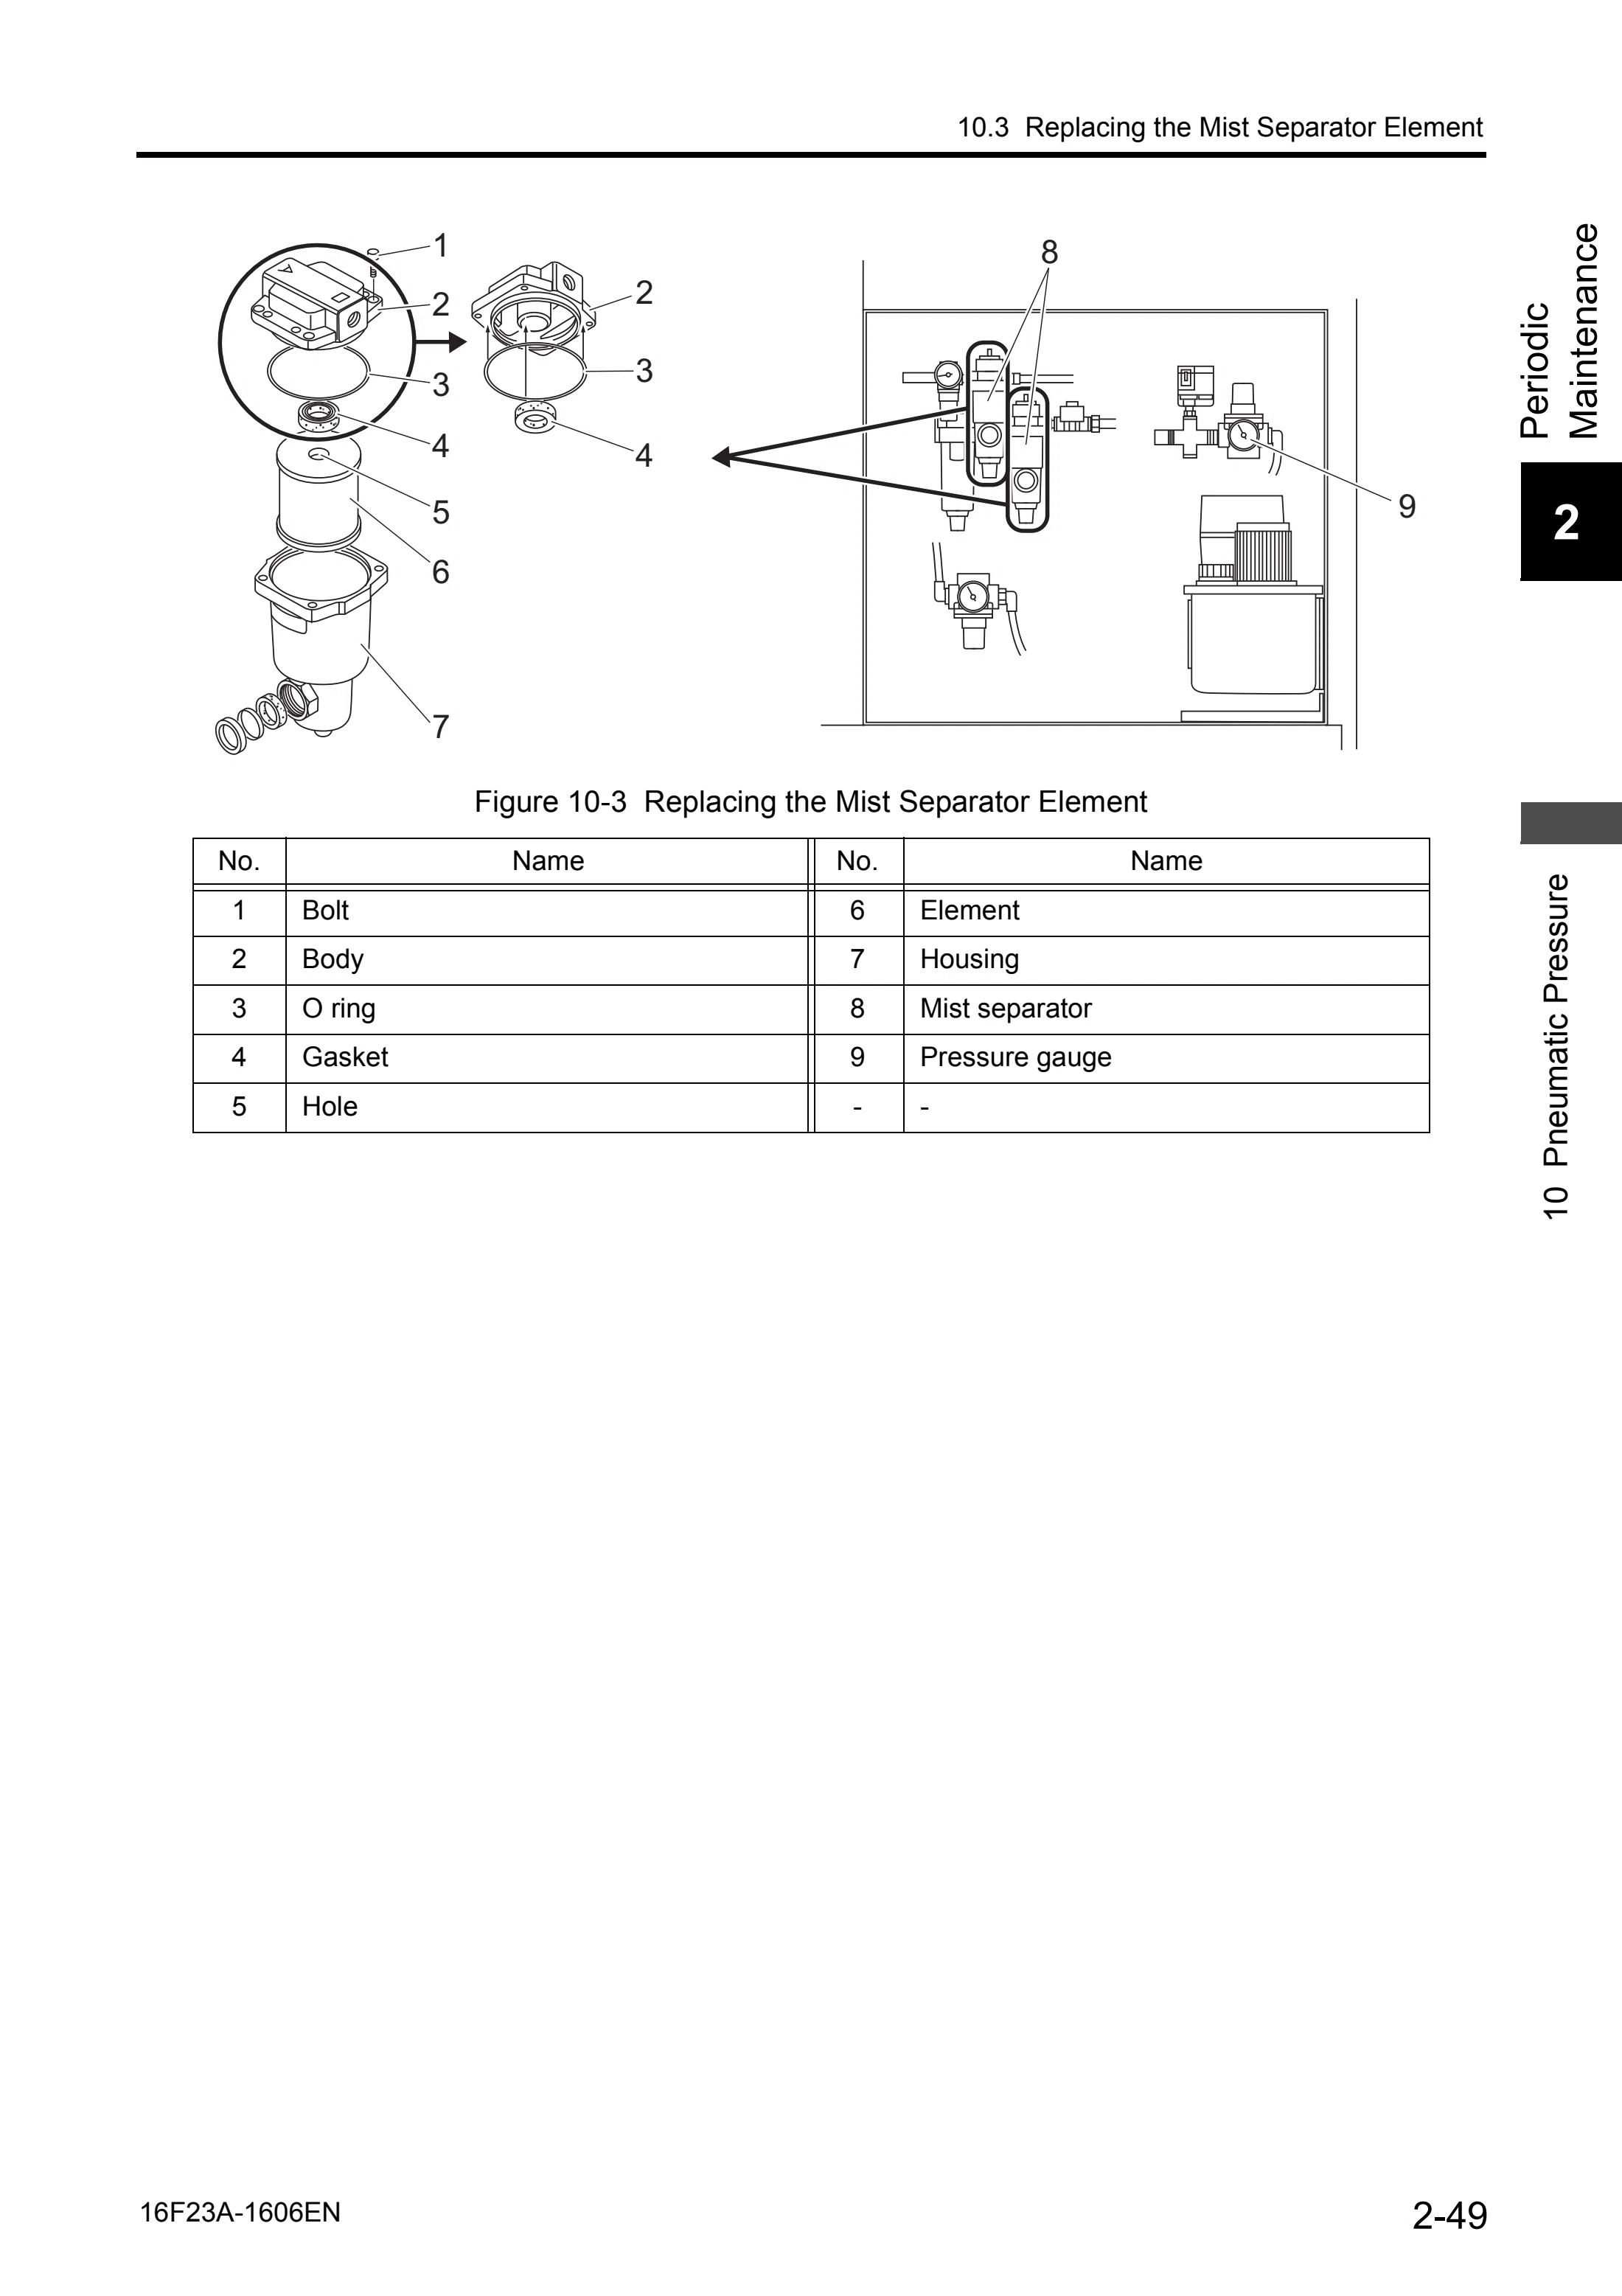 10.3 Replacing the Mist Separator Element
1
2
3
4
5
6
7
2
3
4
8
9
Figure 10-3 Replacing the Mist Separator Element
No. Name No. Name
1 Bolt 6 Element
2 Body 7 Housing
3 O ring 8 Mist separator
4 Gasket 9 Pressure gauge
5 Hole - -
Periodic
Maintenance
2
10 Pneumatic Pressure
16F23A-1606EN
2-49